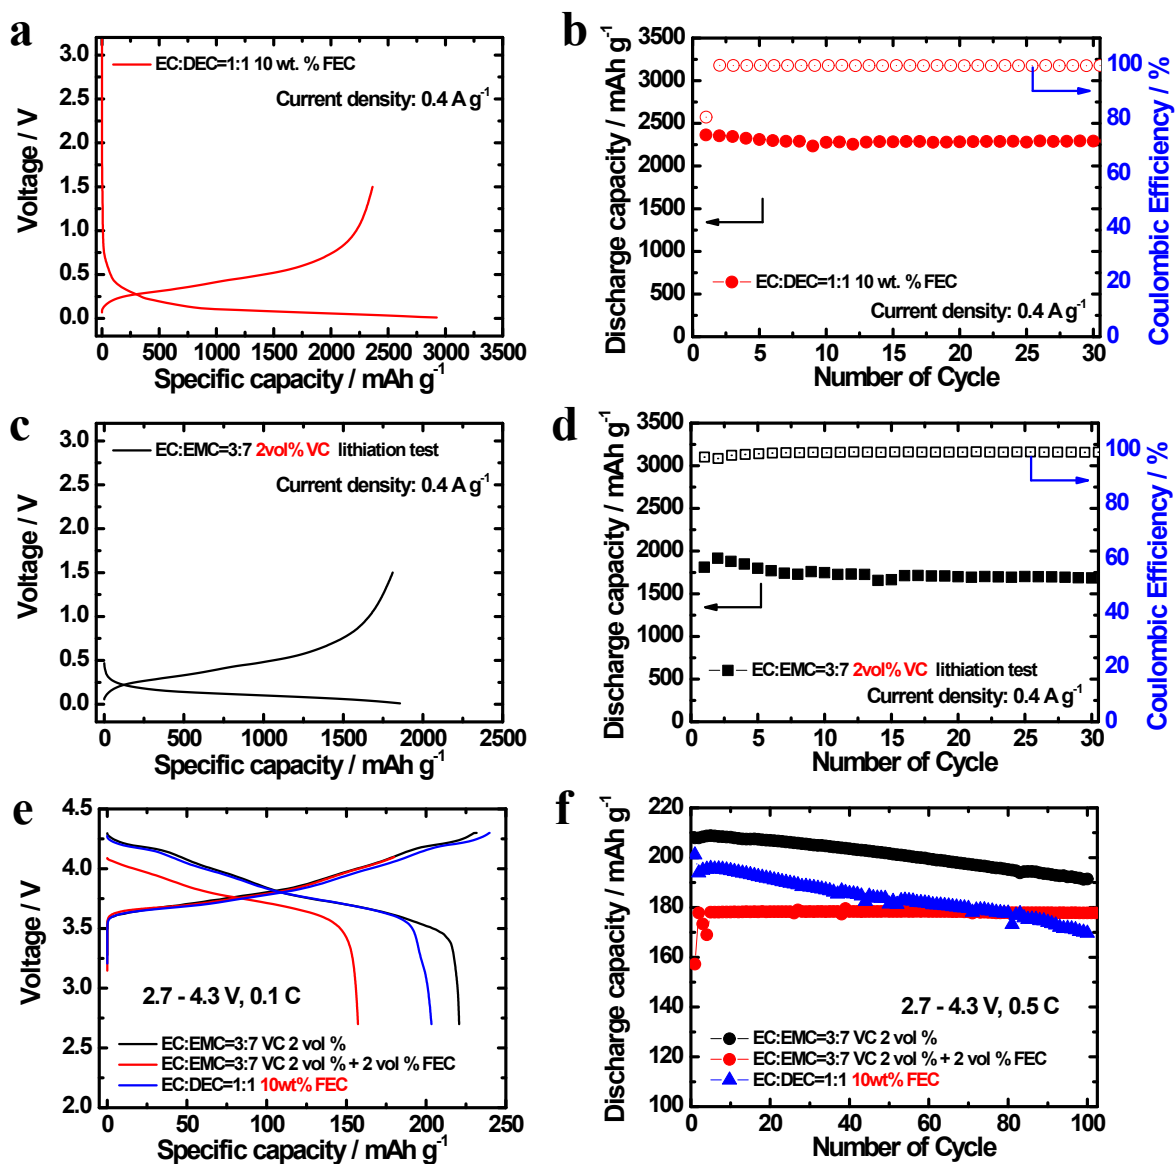 a
3.0
2.5
2.0
1.5
1.0
0.5
0.0
Voltage / V
EC:DEC=1:1 10 wt. % FEC
Current density: 0.4 A g⁻¹
0 500 1000 1500 2000 2500 3000 3500
Specific capacity / mAh g⁻¹
b
3500
3000
2500
2000
1500
1000
500
0
Discharge capacity / mAh g⁻¹
EC:DEC=1:1 10 wt. % FEC
Current density: 0.4 A g⁻¹
100
80
60
40
20
0
Coulombic Efficiency / %
0 5 10 15 20 25 30
Number of Cycle
c
3.0
2.5
2.0
1.5
1.0
0.5
0.0
Voltage / V
EC:EMC=3:7 2vol% VC lithiation test
Current density: 0.4 A g⁻¹
0 500 1000 1500 2000 2500
Specific capacity / mAh g⁻¹
d
3500
3000
2500
2000
1500
1000
500
0
Discharge capacity / mAh g⁻¹
EC:EMC=3:7 2vol% VC lithiation test
Current density: 0.4 A g⁻¹
100
80
60
40
20
0
Coulombic Efficiency / %
0 5 10 15 20 25 30
Number of Cycle
e
4.5
4.0
3.5
3.0
2.5
2.0
Voltage / V
2.7 - 4.3 V, 0.1 C
EC:EMC=3:7 VC 2 vol %
EC:EMC=3:7 VC 2 vol % + 2 vol % FEC
EC:DEC=1:1 10wt% FEC
0 50 100 150 200 250
Specific capacity / mAh g⁻¹
f
220
200
180
160
140
120
100
Discharge capacity / mAh g⁻¹
2.7 - 4.3 V, 0.5 C
EC:EMC=3:7 VC 2 vol %
EC:EMC=3:7 VC 2 vol % + 2 vol % FEC
EC:DEC=1:1 10wt% FEC
0 20 40 60 80 100
Number of Cycle